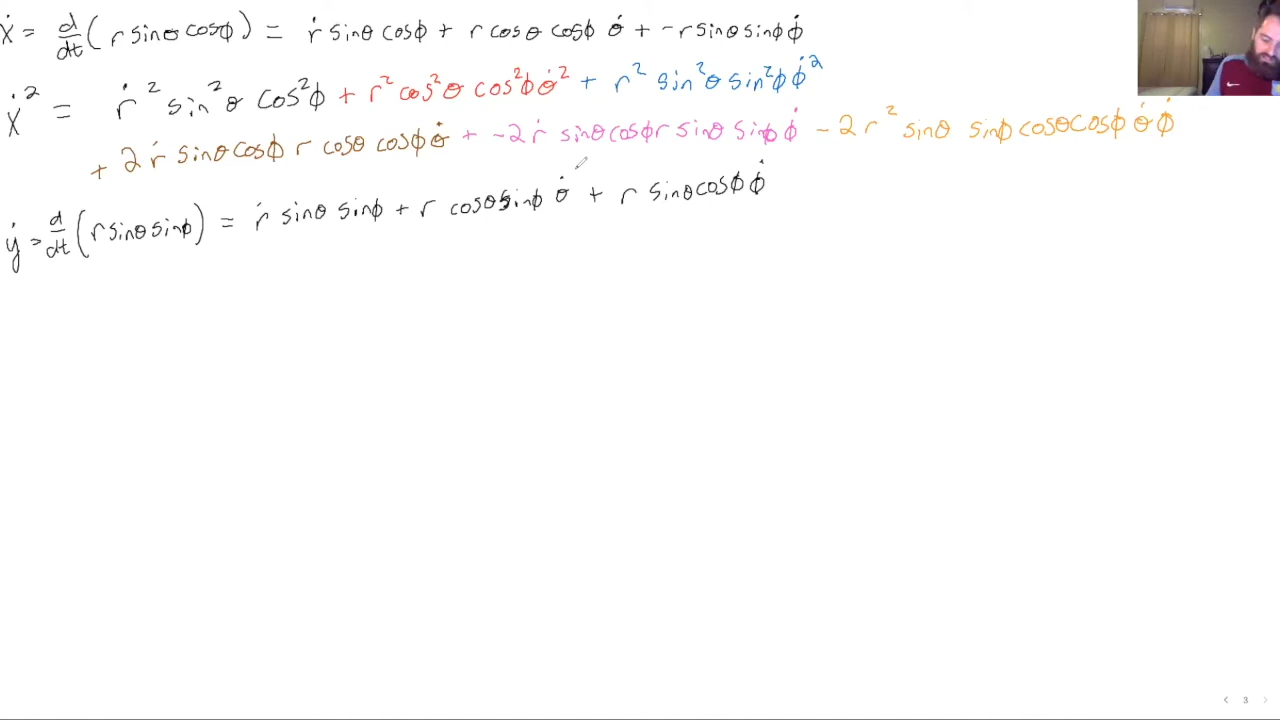 ẋ = d/dt (r sinθ cosφ) = ṙ sinθ cosφ + r cosθ cosφ θ̇ + -r sinθ sinφ φ̇
ẋ² = ṙ² sin²θ cos²φ + r² cos²θ cos²φ θ̇² + r² sin²θ sin²φ φ̇²
+ 2ṙ sinθ cosφ r cosθ cosφ θ̇ + -2ṙ sinθ cosφ r sinθ sinφ φ̇ - 2r² sinθ sinφ cosθ cosφ θ̇ φ̇
ẏ = d/dt (r sinθ sinφ) = ṙ sinθ sinφ + r cosθ sinφ θ̇ + r sinθ cosφ φ̇
< 3 >